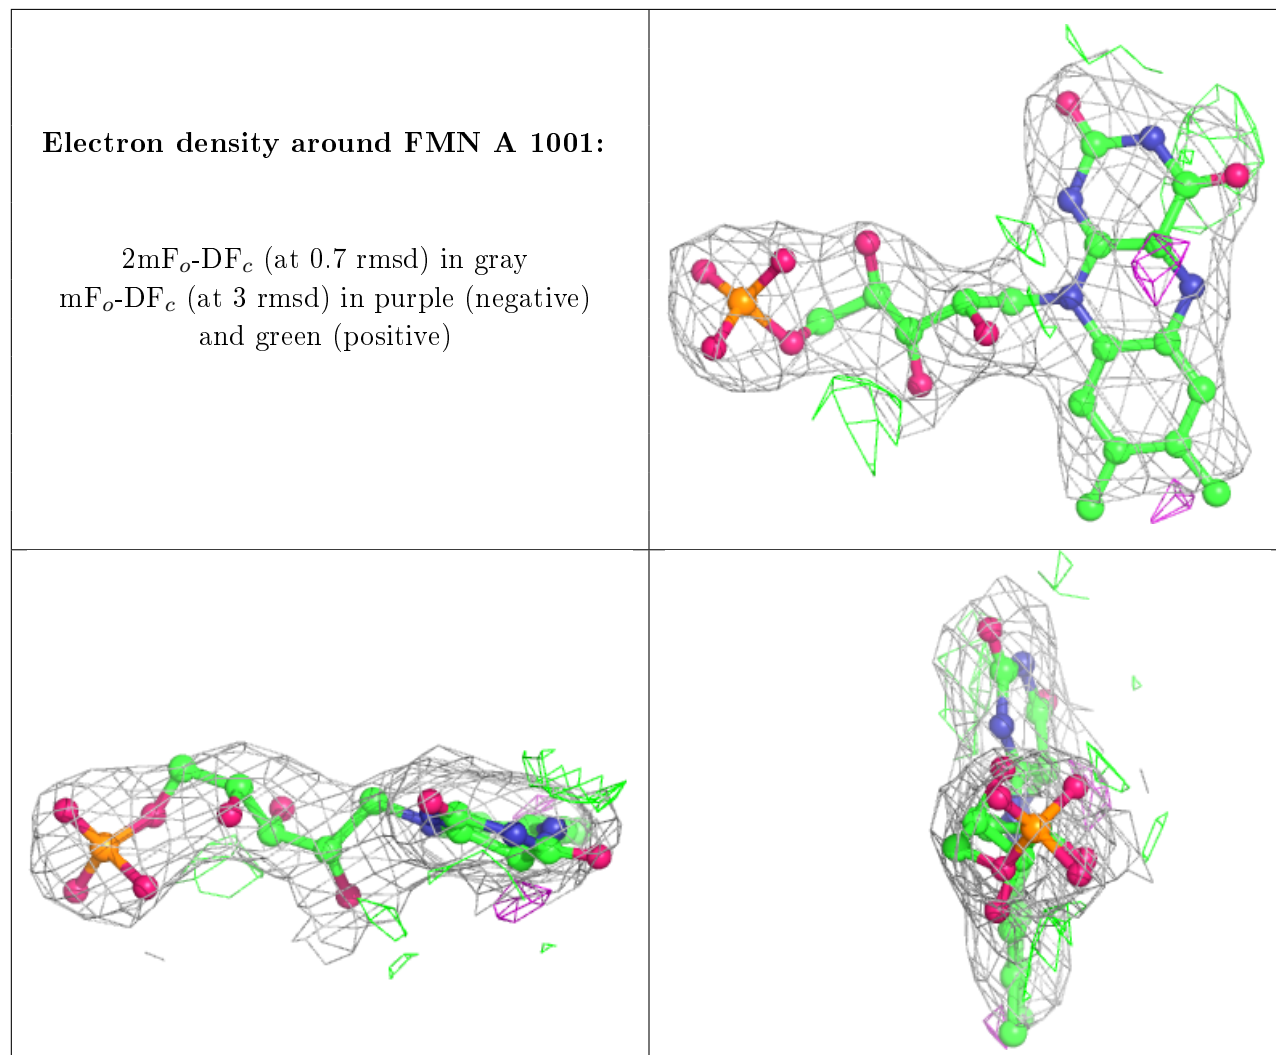 Electron density around FMN A 1001:
2mFₒ-DF𝒸 (at 0.7 rmsd) in gray
mFₒ-DF𝒸 (at 3 rmsd) in purple (negative)
and green (positive)